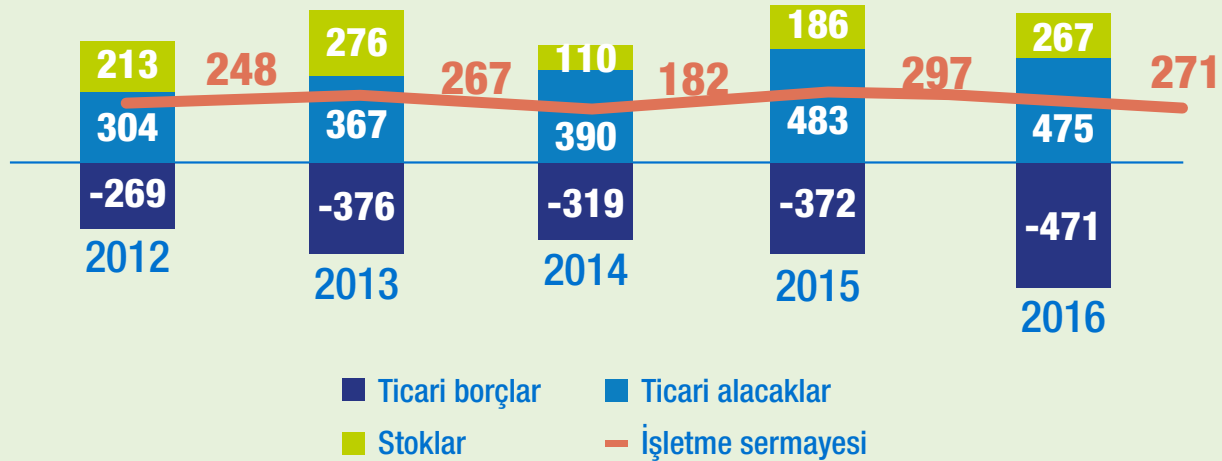 213 248 276 267 110 182 186 297 267 271
304 367 390 483 475
-269 -376 -319 -372 -471
2012 2013 2014 2015 2016
Ticari borçlar Ticari alacaklar
Stoklar İşletme sermayesi